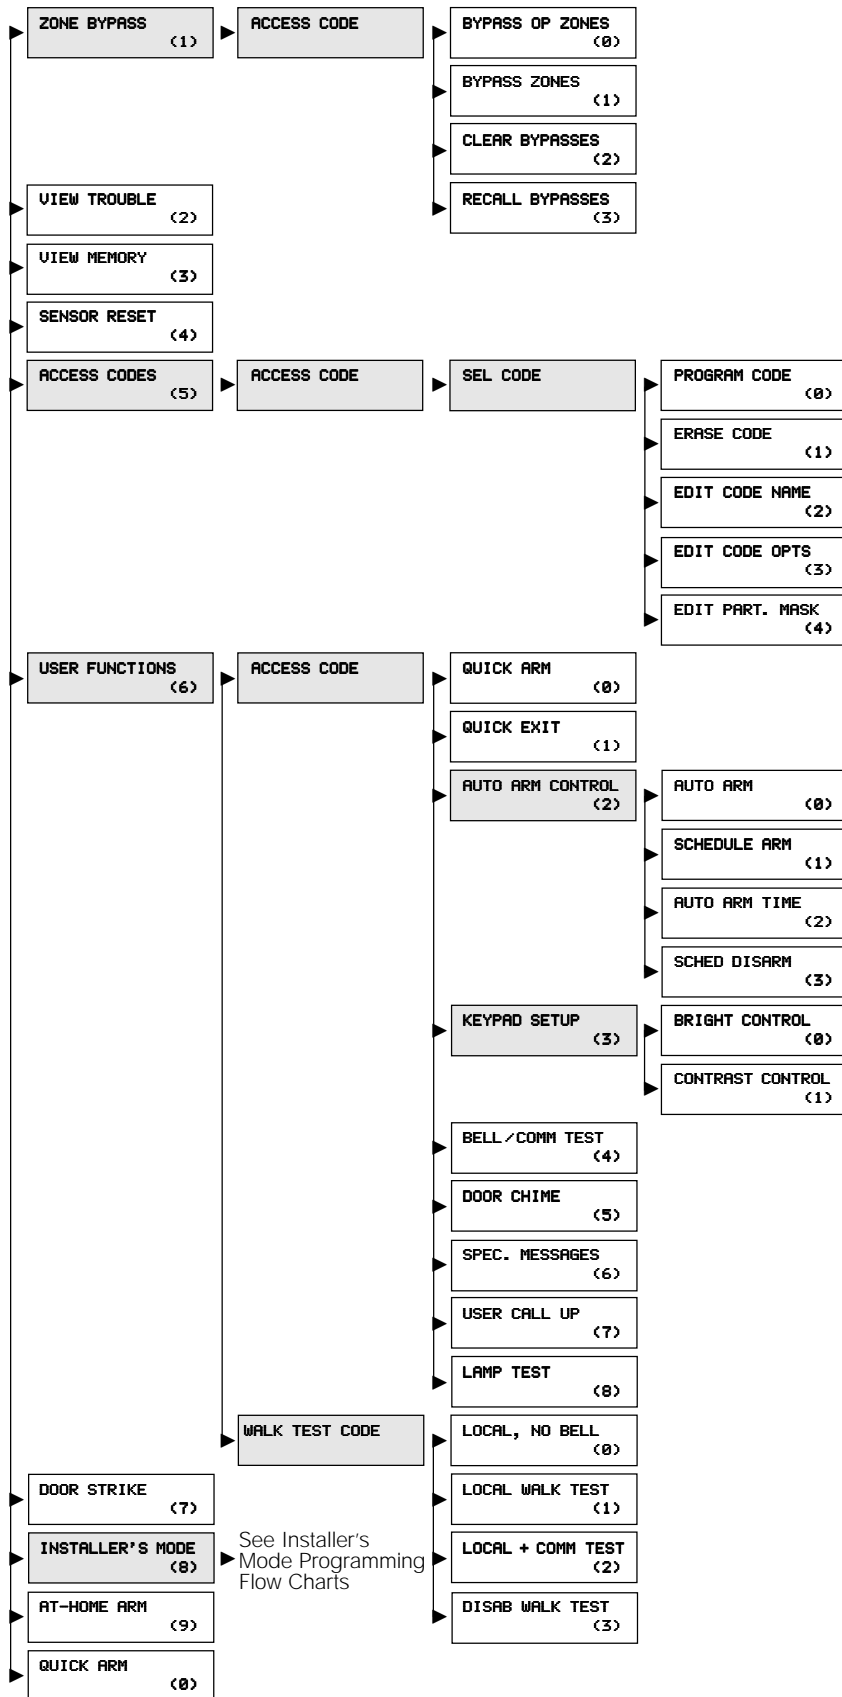 ZONE BYPASS
(1)
ACCESS CODE
BYPASS OP ZONES
(0)
BYPASS ZONES
(1)
CLEAR BYPASSES
(2)
RECALL BYPASSES
(3)
VIEW TROUBLE
(2)
VIEW MEMORY
(3)
SENSOR RESET
(4)
ACCESS CODES
(5)
ACCESS CODE
SEL CODE
PROGRAM CODE
(0)
ERASE CODE
(1)
EDIT CODE NAME
(2)
EDIT CODE OPTS
(3)
EDIT PART. MASK
(4)
USER FUNCTIONS
(6)
ACCESS CODE
QUICK ARM
(0)
QUICK EXIT
(1)
AUTO ARM CONTROL
(2)
AUTO ARM
(0)
SCHEDULE ARM
(1)
AUTO ARM TIME
(2)
SCHED DISARM
(3)
KEYPAD SETUP
(3)
BRIGHT CONTROL
(0)
CONTRAST CONTROL
(1)
BELL/COMM TEST
(4)
DOOR CHIME
(5)
SPEC. MESSAGES
(6)
USER CALL UP
(7)
LAMP TEST
(8)
WALK TEST CODE
LOCAL, NO BELL
(0)
LOCAL WALK TEST
(1)
LOCAL + COMM TEST
(2)
DISAB WALK TEST
(3)
DOOR STRIKE
(7)
INSTALLER'S MODE
(8)
See Installer's
Mode Programming
Flow Charts
AT-HOME ARM
(9)
QUICK ARM
(0)